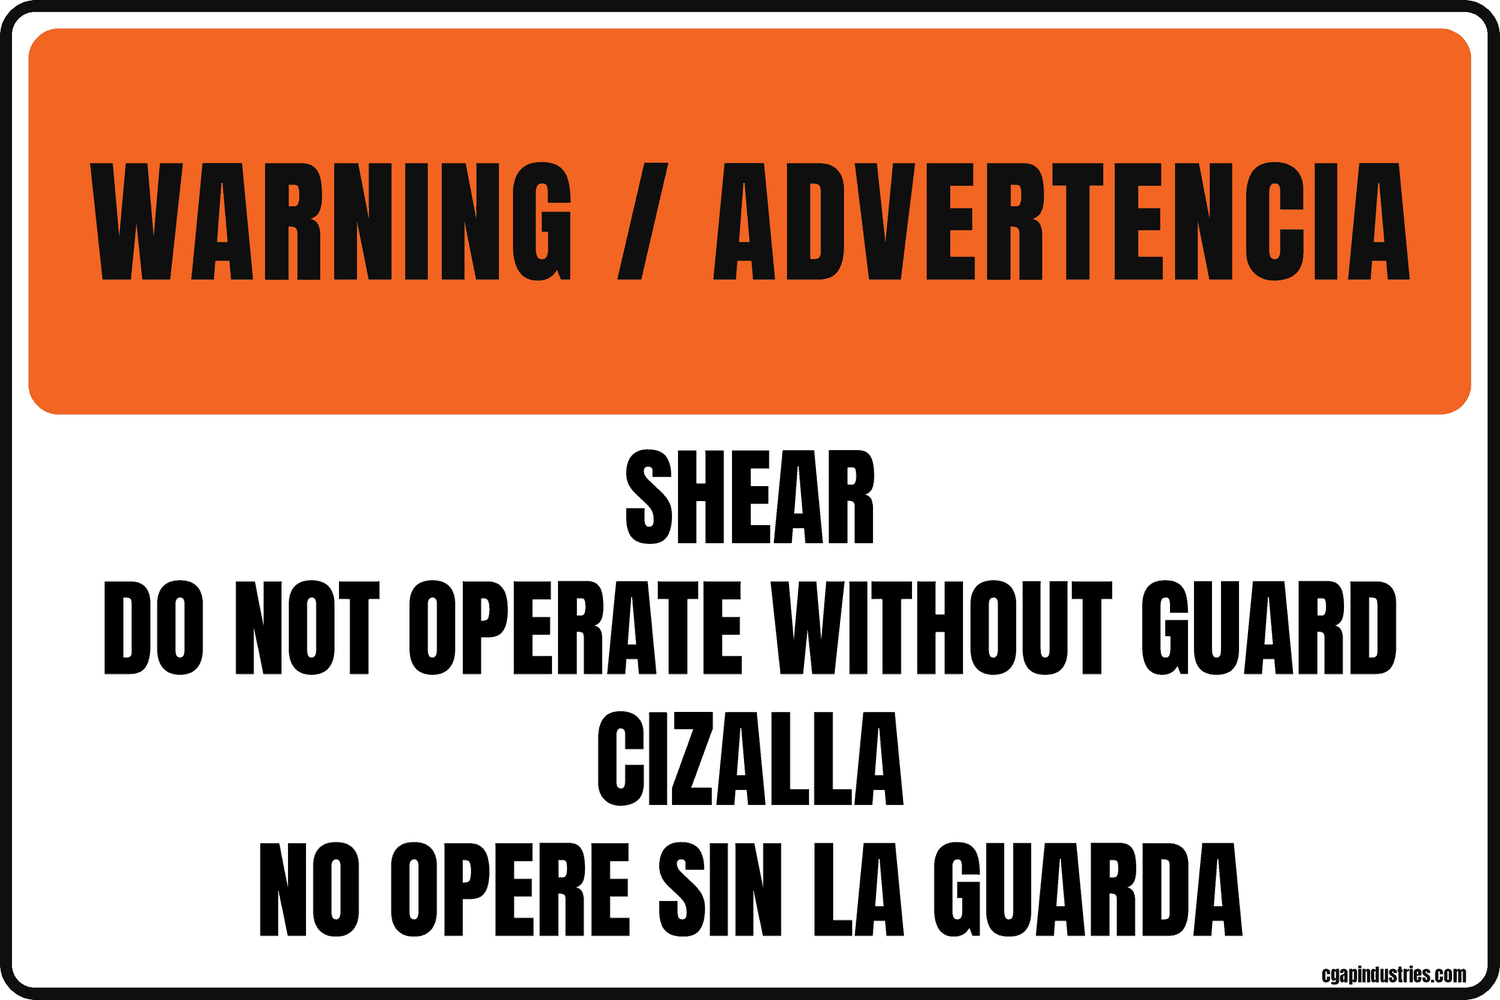 WARNING / ADVERTENCIA
SHEAR
DO NOT OPERATE WITHOUT GUARD
CIZALLA
NO OPERE SIN LA GUARDA
cgapindustries.com